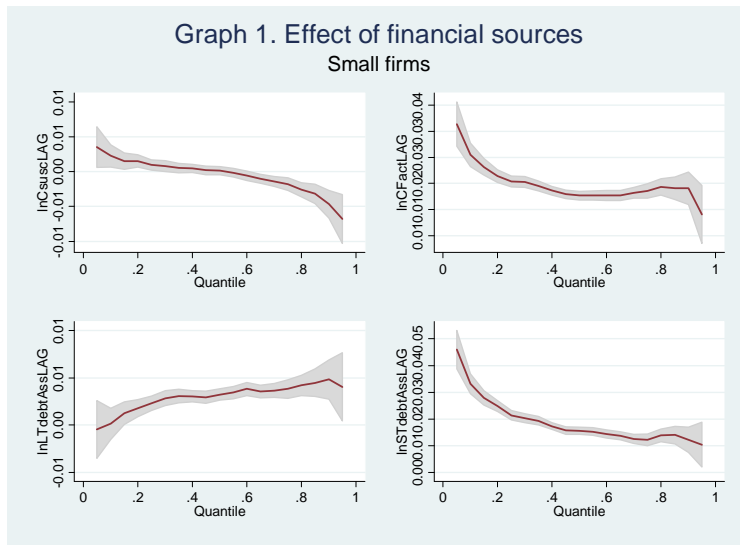 Graph 1. Effect of financial sources
Small firms
lnCsuscLAG
-0.01 -0.01 0.00 0.01 0.01
0 .2 .4 .6 .8 1
Quantile
lnCFactLAG
0.010.010.020.030.030.04
0 .2 .4 .6 .8 1
Quantile
lnLTdebtAssLAG
-0.01 0.00 0.01 0.01
0 .2 .4 .6 .8 1
Quantile
lnSTdebtAssLAG
0.000.010.020.030.040.05
0 .2 .4 .6 .8 1
Quantile